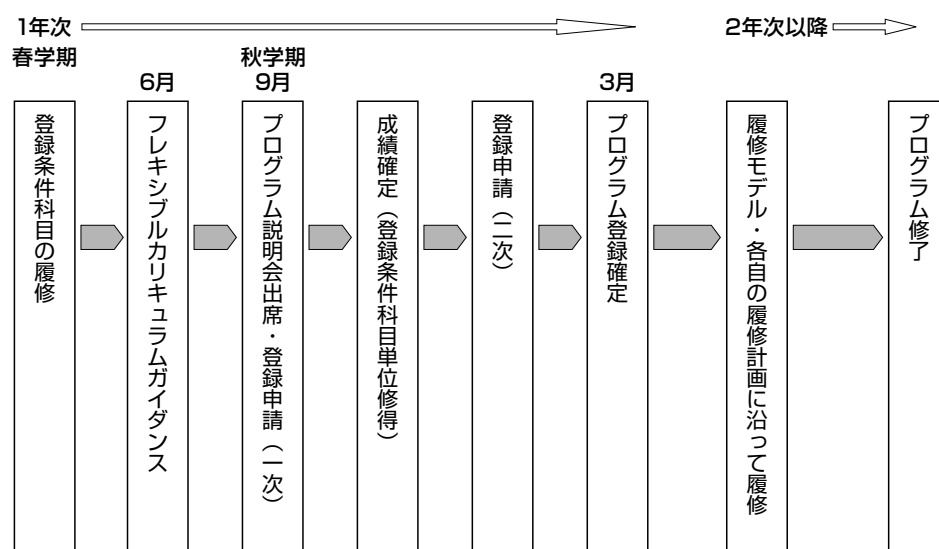 1年次
2年次以降
春学期
秋学期
6月
9月
3月
登録条件科目の履修
フレキシブルカリキュラムガイダンス
プログラム説明会出席・登録申請（一次）
成績確定（登録条件科目単位修得）
登録申請（二次）
プログラム登録確定
履修モデル・各自の履修計画に沿って履修
プログラム修了